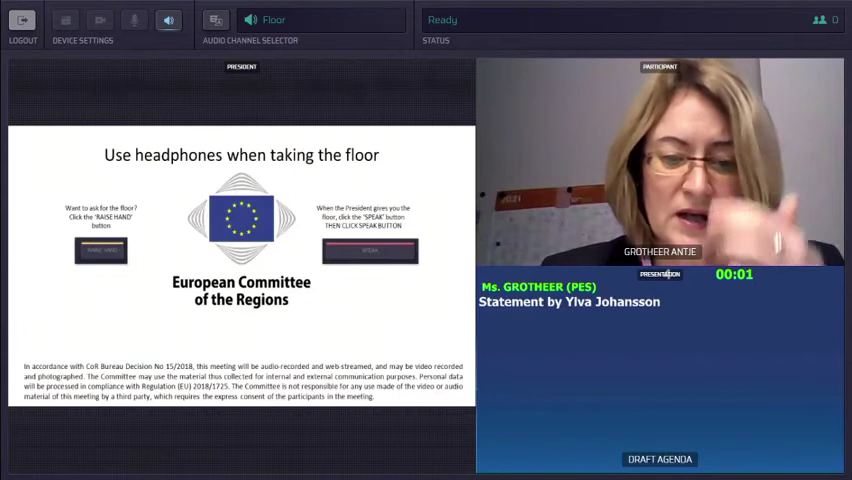 Floor
Ready
0
LOGOUT
DEVICE SETTINGS
AUDIO CHANNEL SELECTOR
STATUS
PRESIDENT
PARTICIPANT
Use headphones when taking the floor
Want to ask for the floor?
Click the 'RAISE HAND'
button
RAISE HAND
When the President gives you the
floor, click the 'SPEAK' button
THEN CLICK SPEAK BUTTON
SPEAK
European Committee
of the Regions
In accordance with CoR Bureau Decision No 15/2018, this meeting will be audio-recorded and web-streamed, and may be video recorded
and photographed. The Committee may use the material thus collected for internal and external communication purposes. Personal data
will be processed in compliance with Regulation (EU) 2018/1725. The Committee is not responsible for any use made of the video or audio
material of this meeting by a third party, which requires the express consent of the participants in the meeting.
2021
GROTHEER ANTJE
PRESENTATION
00:01
Ms. GROTHEER (PES)
Statement by Ylva Johansson
DRAFT AGENDA